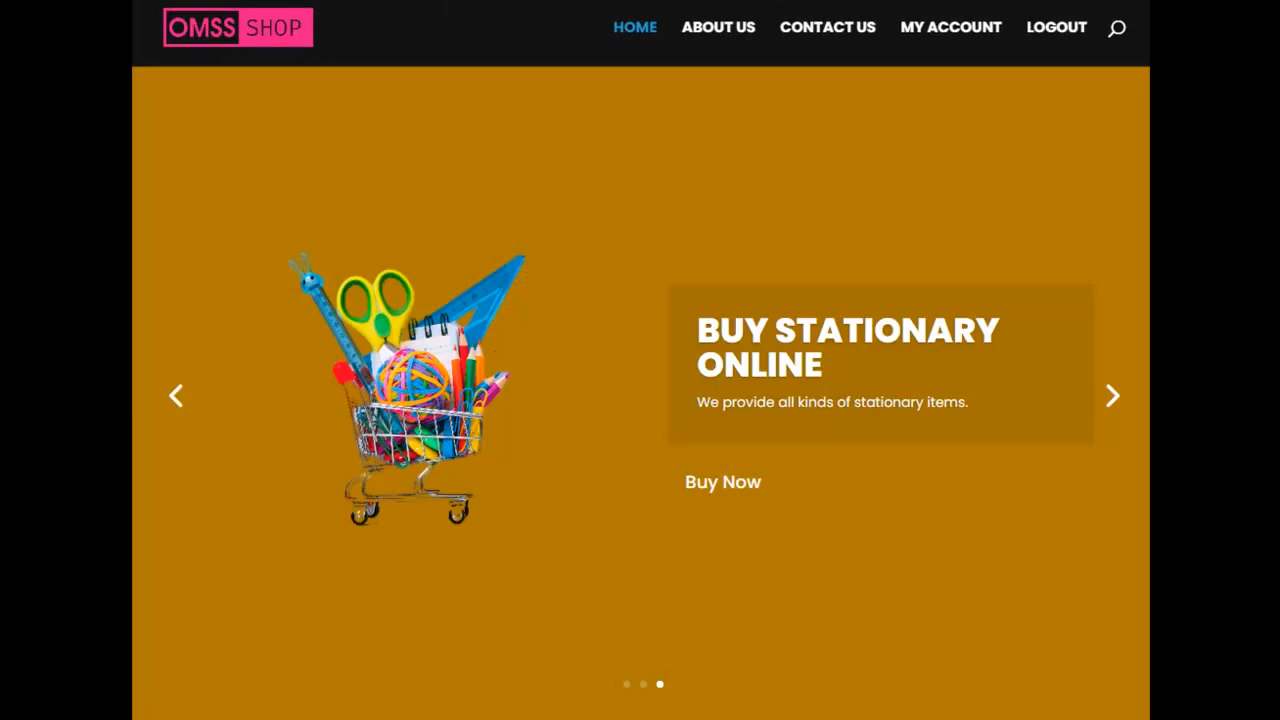 OMSS SHOP
HOME ABOUT US CONTACT US MY ACCOUNT LOGOUT
BUY STATIONARY
ONLINE
We provide all kinds of stationary items.
Buy Now